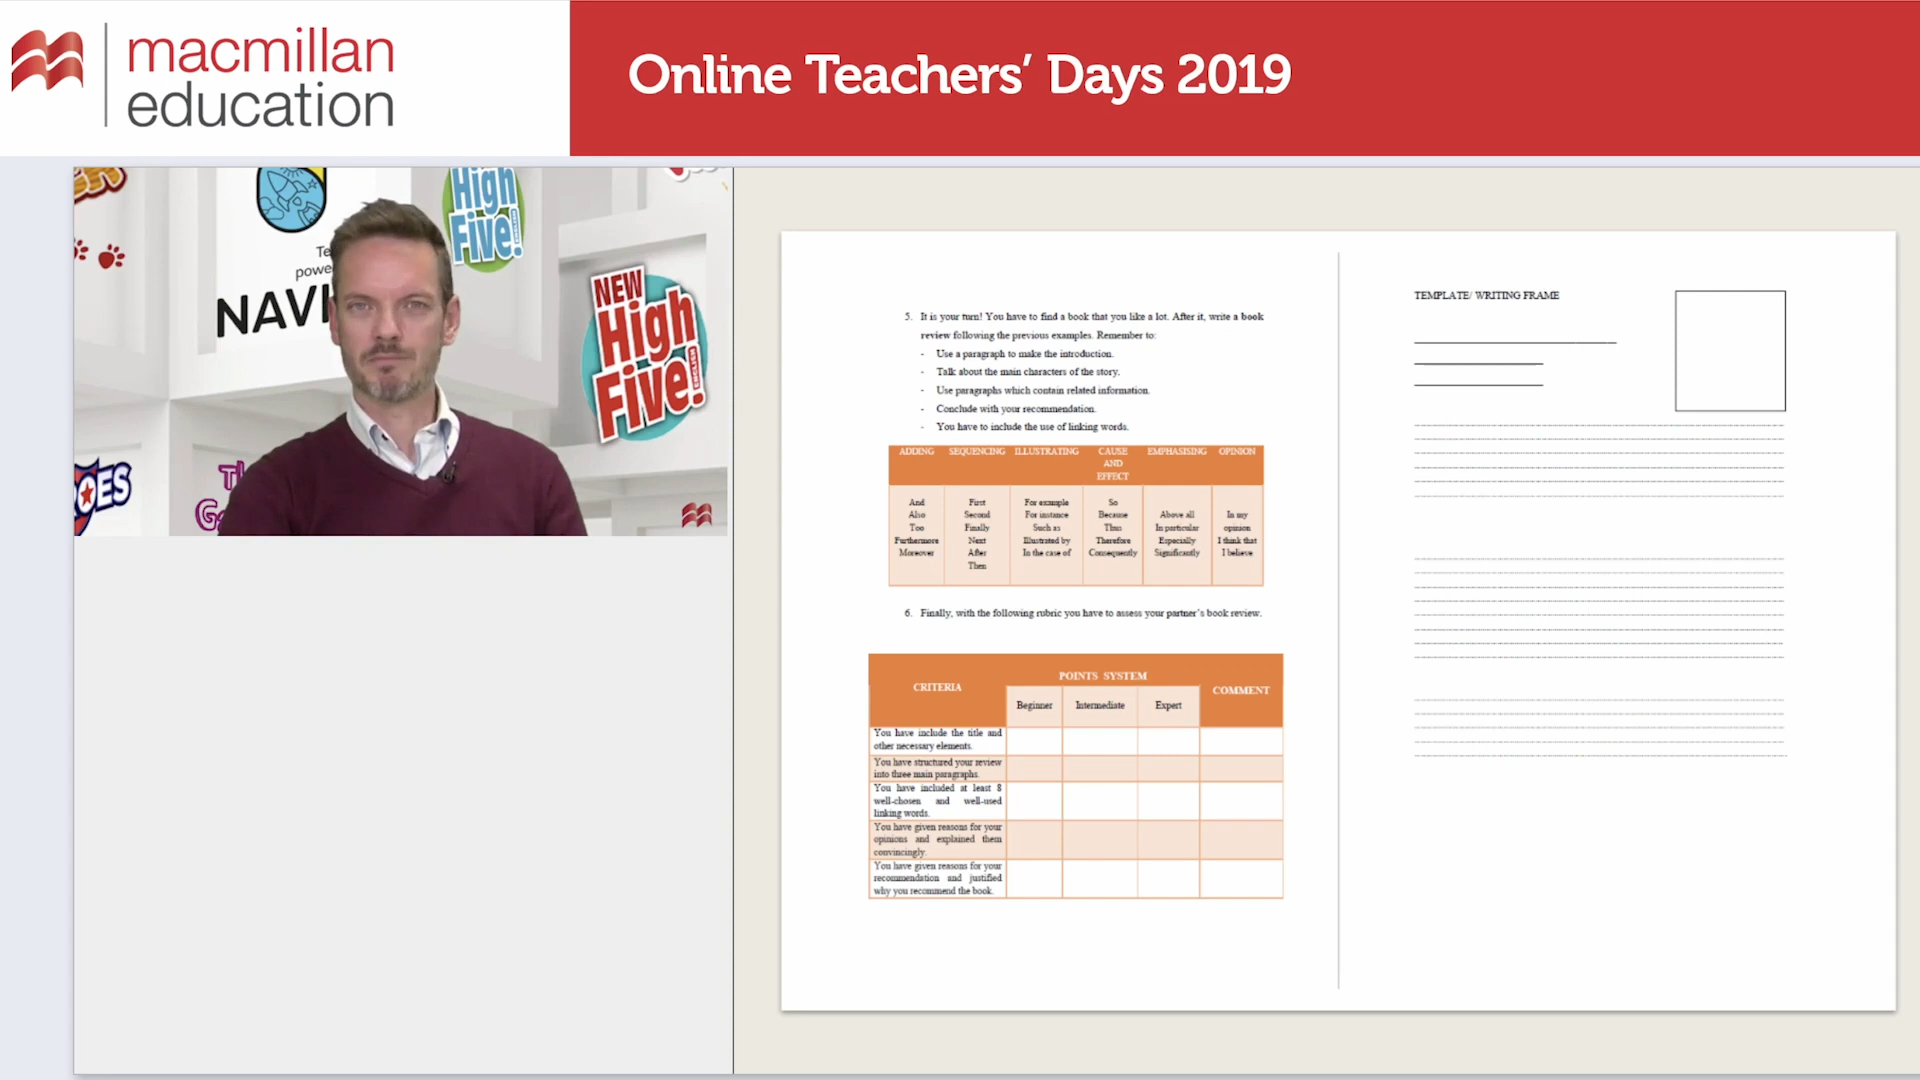 macmillan
education
Online Teachers' Days 2019
High
Five!
ENGLISH
NAVI
NEW
High
Five!
ENGLISH
OES
5. It is your turn! You have to find a book that you like a lot. After it, write a book
review following the previous examples. Remember to:
- Use a paragraph to make the introduction.
- Talk about the main characters of the story.
- Use paragraphs which contain related information.
- Conclude with your recommendation.
- You have to include the use of linking words.
ADDING SEQUENCING ILLUSTRATING CAUSE AND EFFECT EMPHASISING OPINION
And
Also
Too
Furthermore
Moreover
First
Second
Finally
Next
After
Then
For example
For instance
Such as
Illustrated by
In the case of
So
Because
Thus
Therefore
Consequently
Above all
In particular
Especially
Significantly
In my
opinion
I think that
I believe
6. Finally, with the following rubric you have to assess your partner's book review.
CRITERIA
POINTS SYSTEM
COMMENT
Beginner Intermediate Expert
You have include the title and
other necessary elements.
You have structured your review
into three main paragraphs.
You have included at least 8
well-chosen and well-used
linking words.
You have given reasons for your
opinions and explained them
convincingly.
You have given reasons for your
recommendation and justified
why you recommend the book.
TEMPLATE/ WRITING FRAME